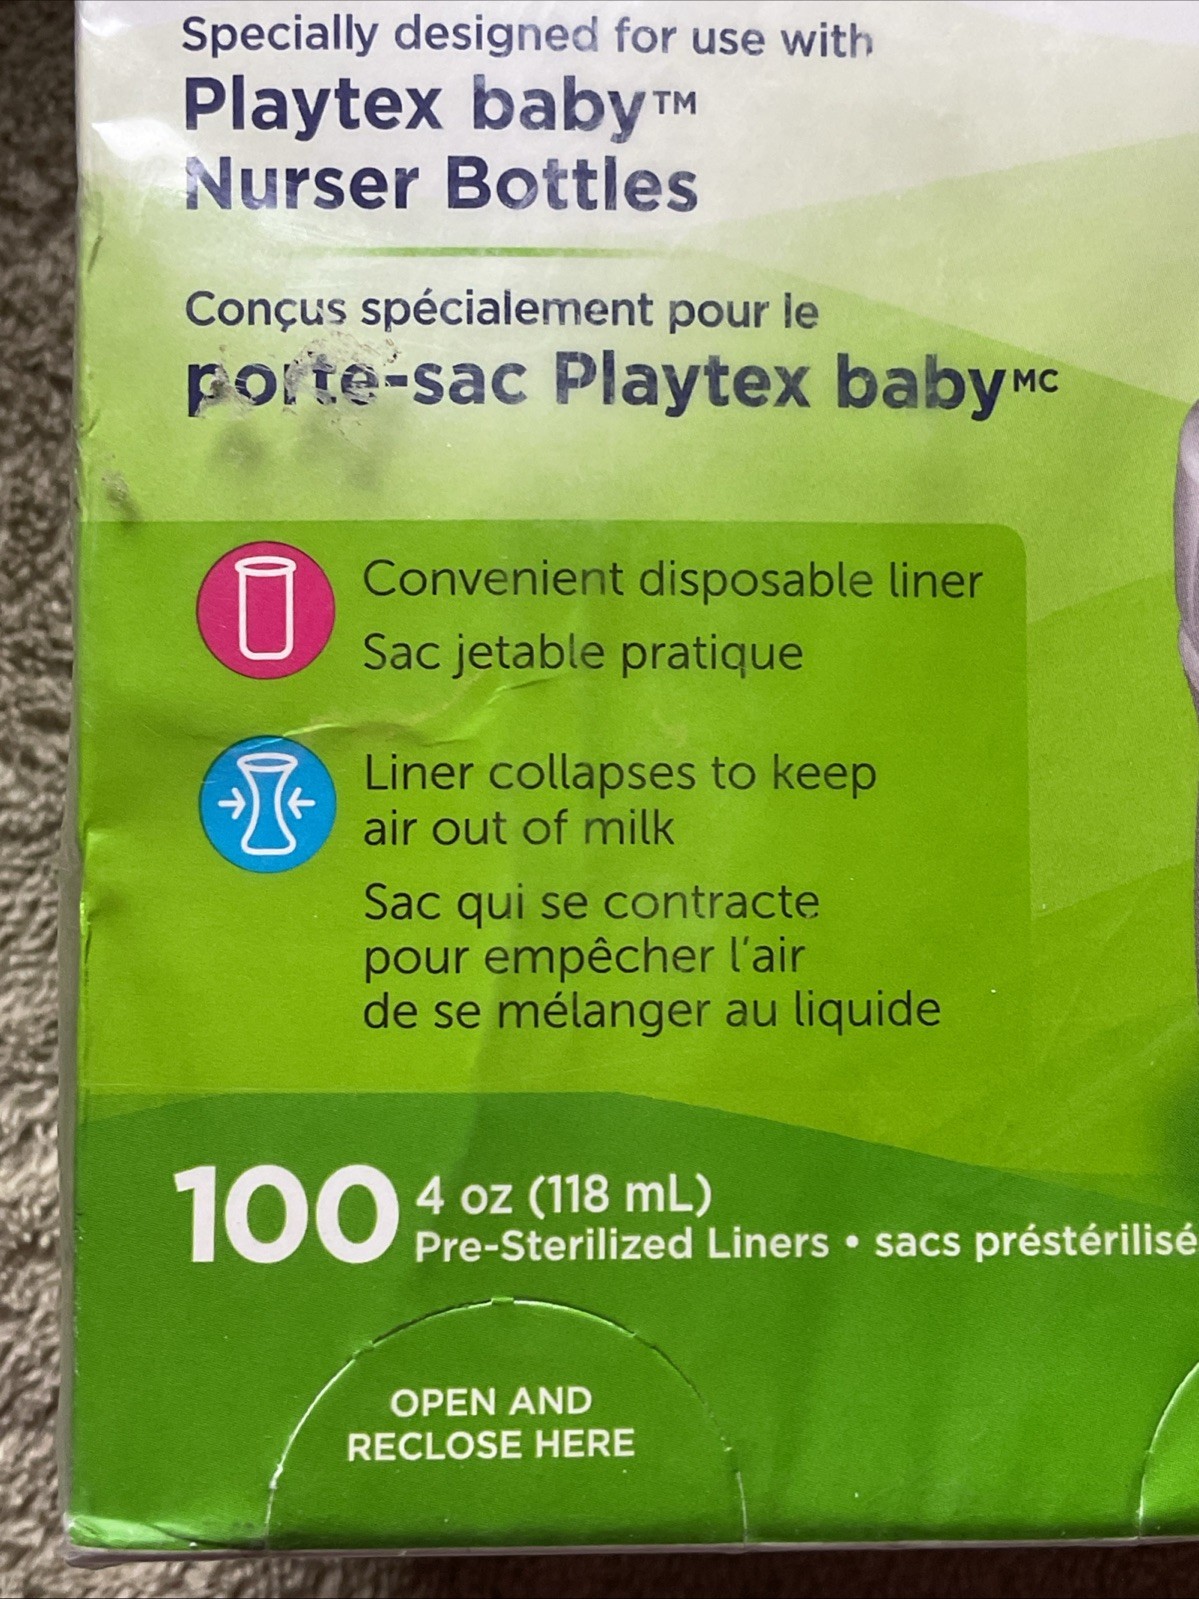 Specially designed for use with
Playtex baby™
Nurser Bottles
Conçus spécialement pour le
porte-sac Playtex baby MC
Convenient disposable liner
Sac jetable pratique
Liner collapses to keep
air out of milk
Sac qui se contracte
pour empêcher l'air
de se mélanger au liquide
100 4 oz (118 mL)
Pre-Sterilized Liners • sacs préstérilisé
OPEN AND
RECLOSE HERE